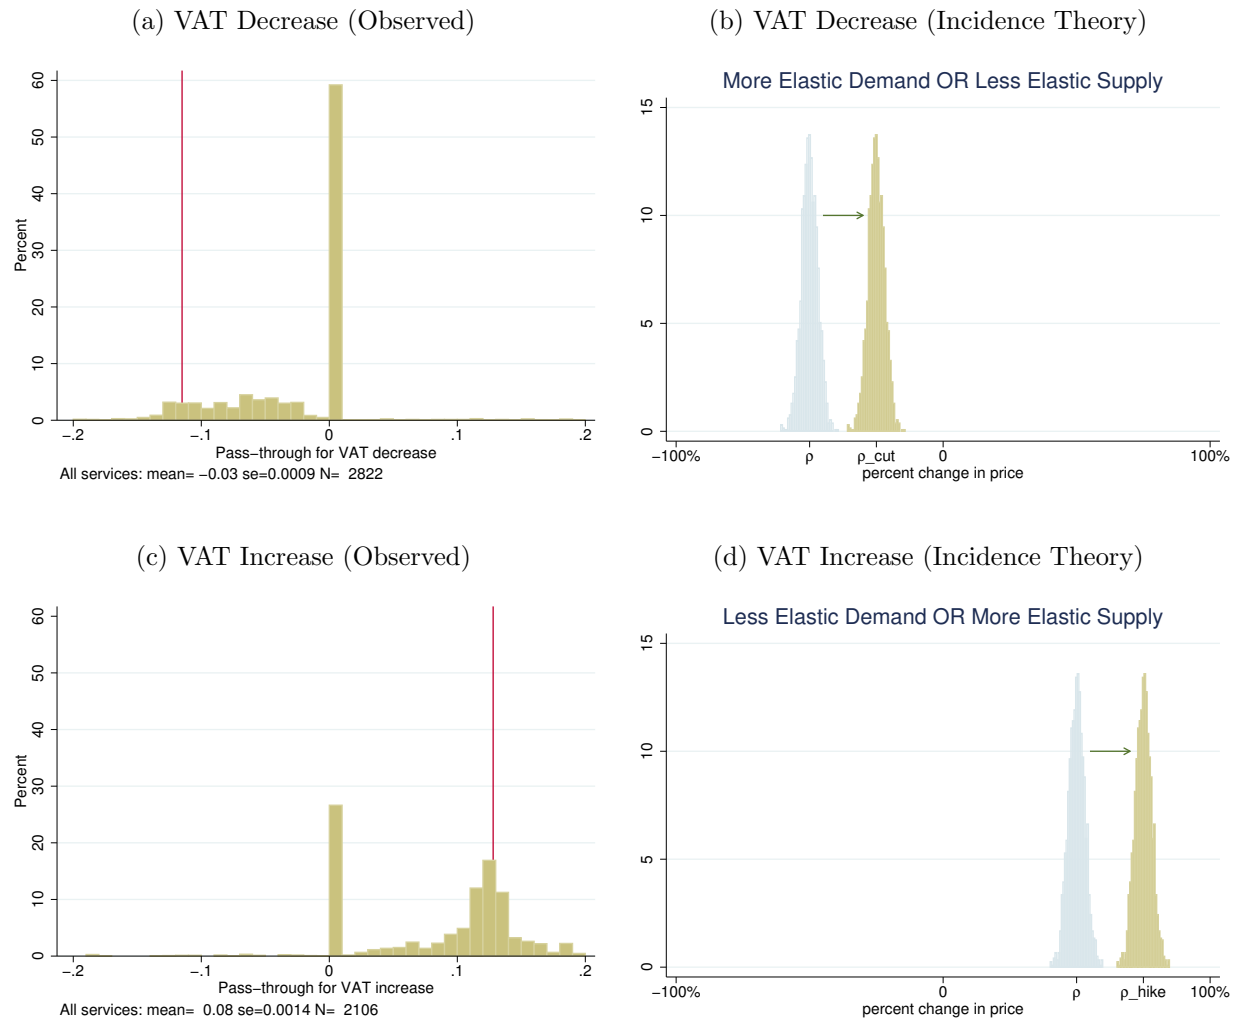 (a) VAT Decrease (Observed)
60
50
40
30
20
10
0
Percent
−.2 −.1 0 .1 .2
Pass−through for VAT decrease
All services: mean= −0.03 se=0.0009 N= 2822
(b) VAT Decrease (Incidence Theory)
More Elastic Demand OR Less Elastic Supply
15
10
5
0
−100% ρ ρ_cut 0 100%
percent change in price
(c) VAT Increase (Observed)
60
50
40
30
20
10
0
Percent
−.2 −.1 0 .1 .2
Pass−through for VAT increase
All services: mean= 0.08 se=0.0014 N= 2106
(d) VAT Increase (Incidence Theory)
Less Elastic Demand OR More Elastic Supply
15
10
5
0
−100% 0 ρ ρ_hike 100%
percent change in price